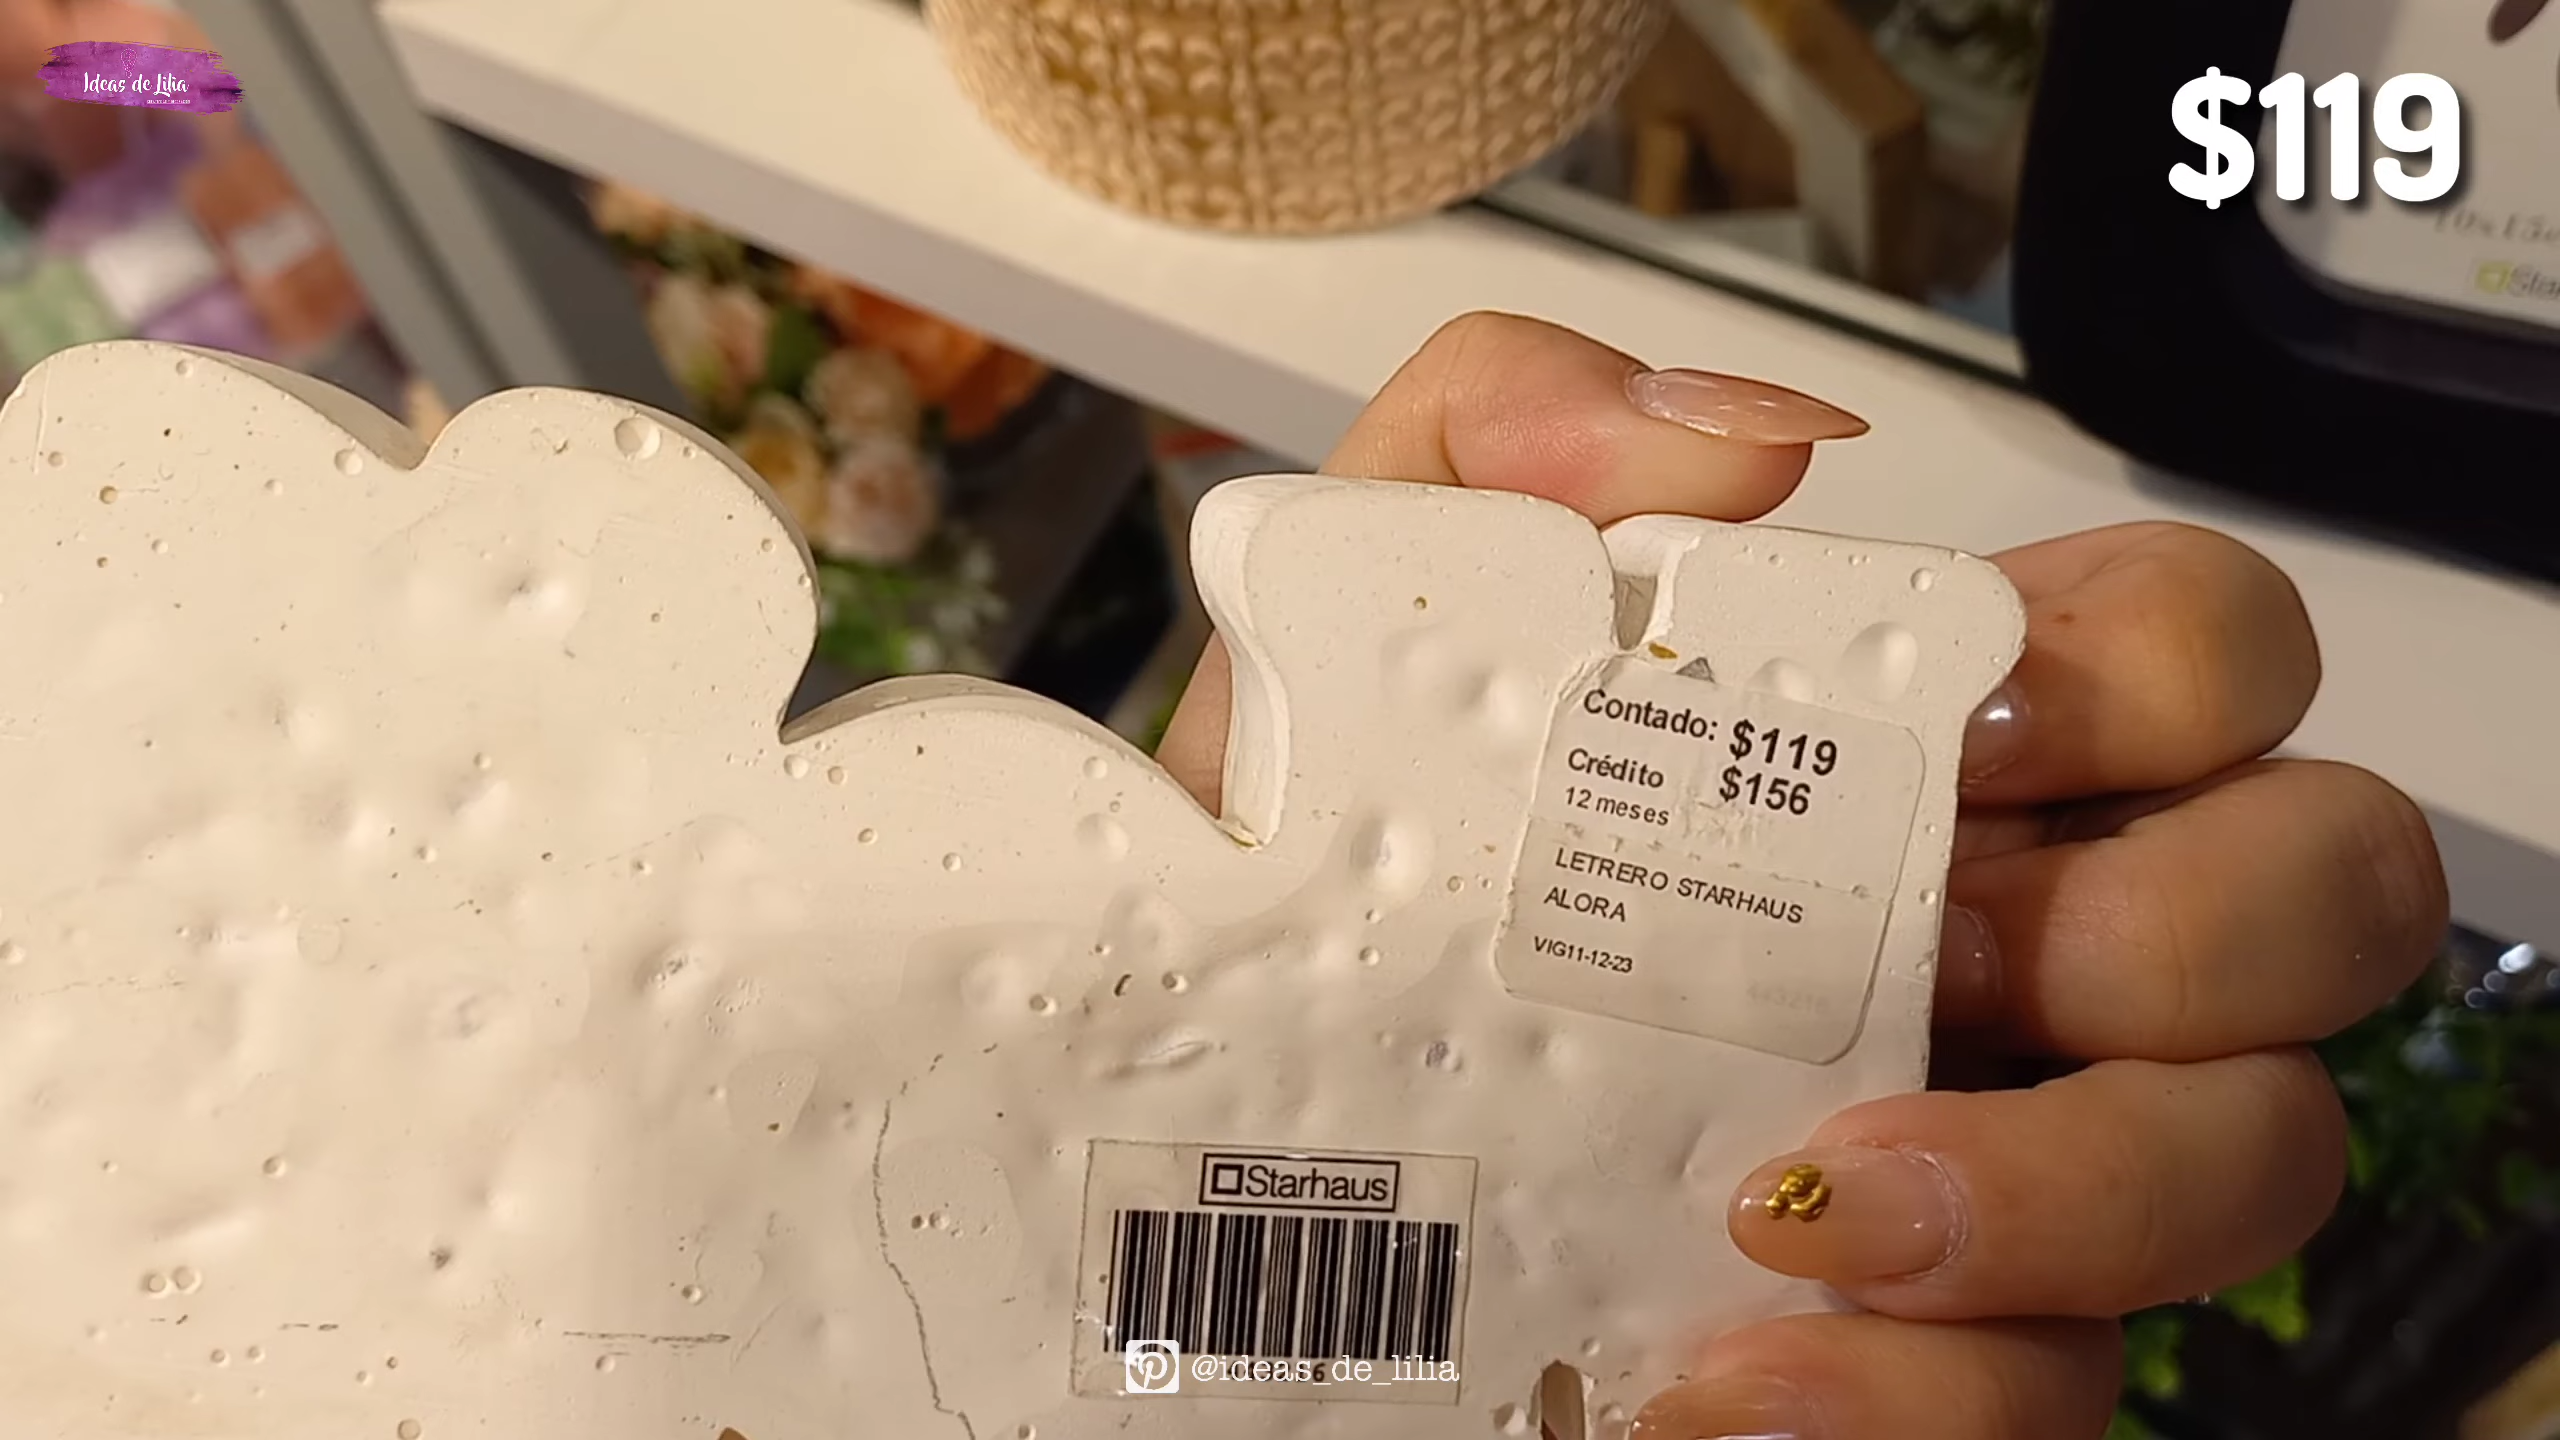 Ideas de Lilia
$119
Contado: $119
Crédito $156
12 meses
LETRERO STARHAUS
ALORA
VIG11-12-23
Starhaus
@ideas_de_lilia